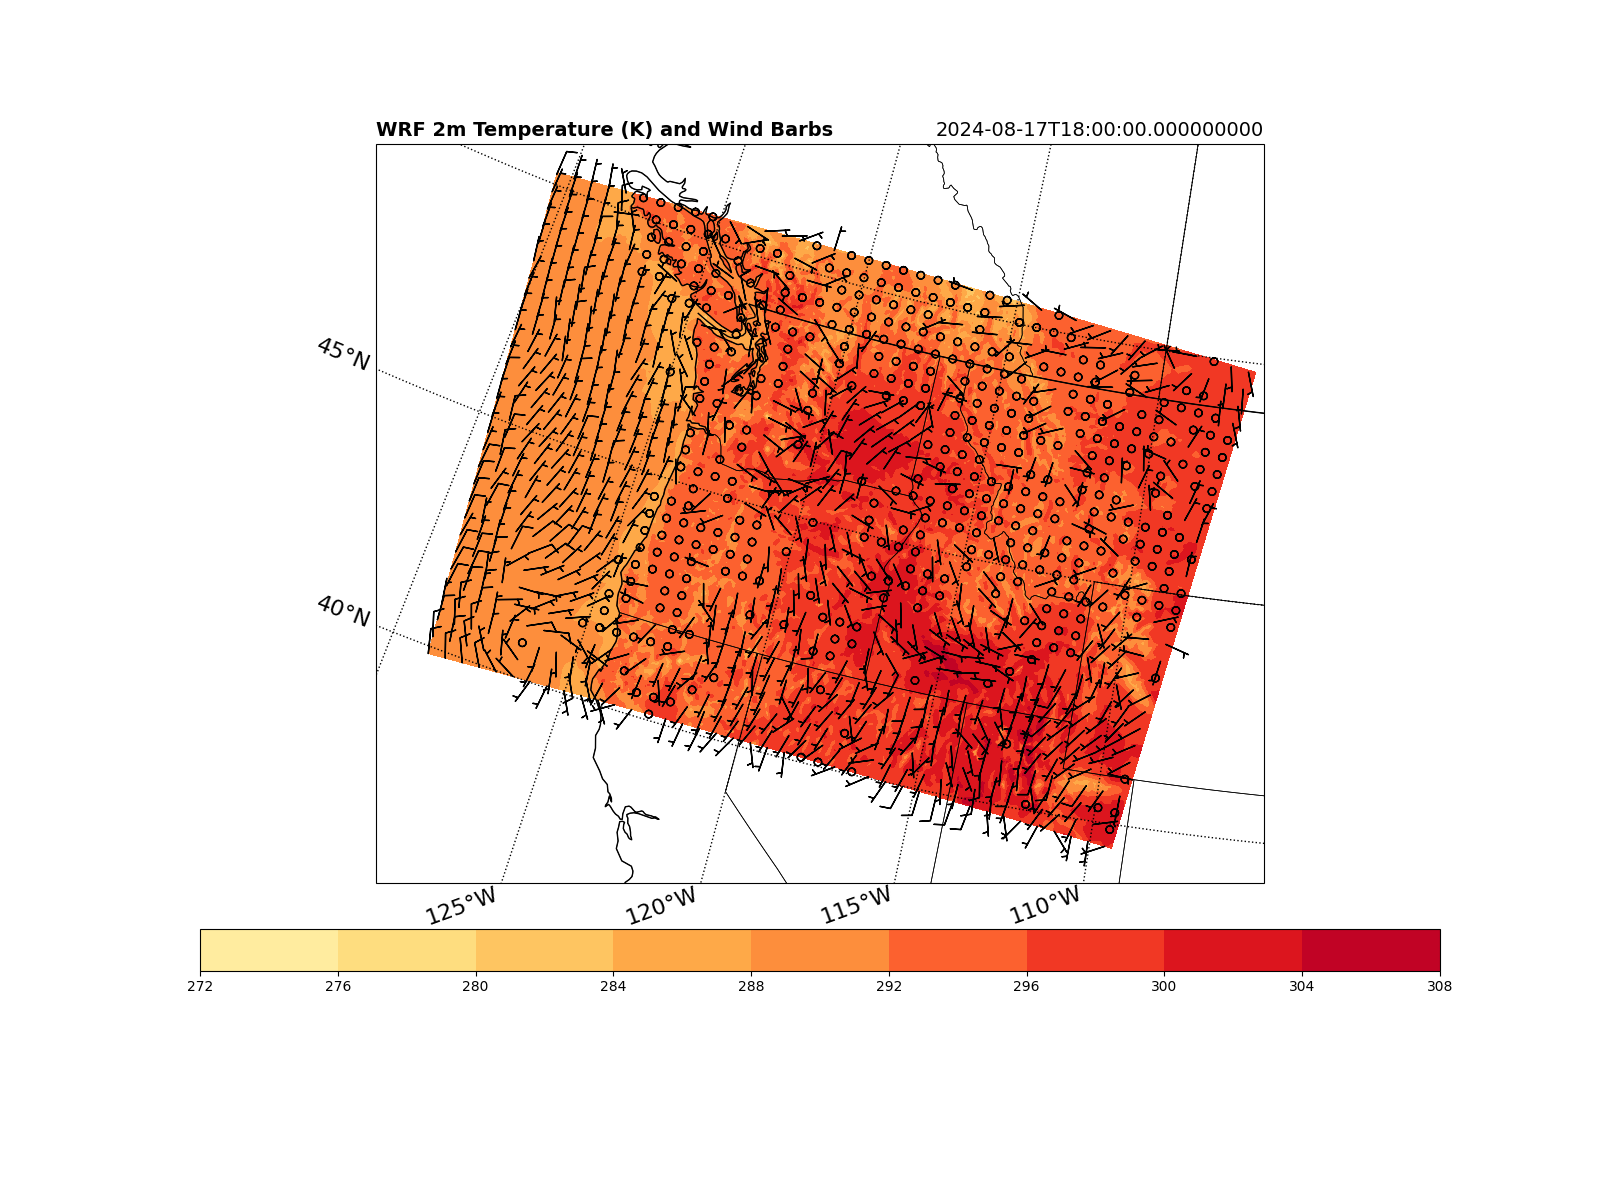 WRF 2m Temperature (K) and Wind Barbs 2024-08-17T18:00:00.000000000
45°N
40°N
125°W 120°W 115°W 110°W
272 276 280 284 288 292 296 300 304 308